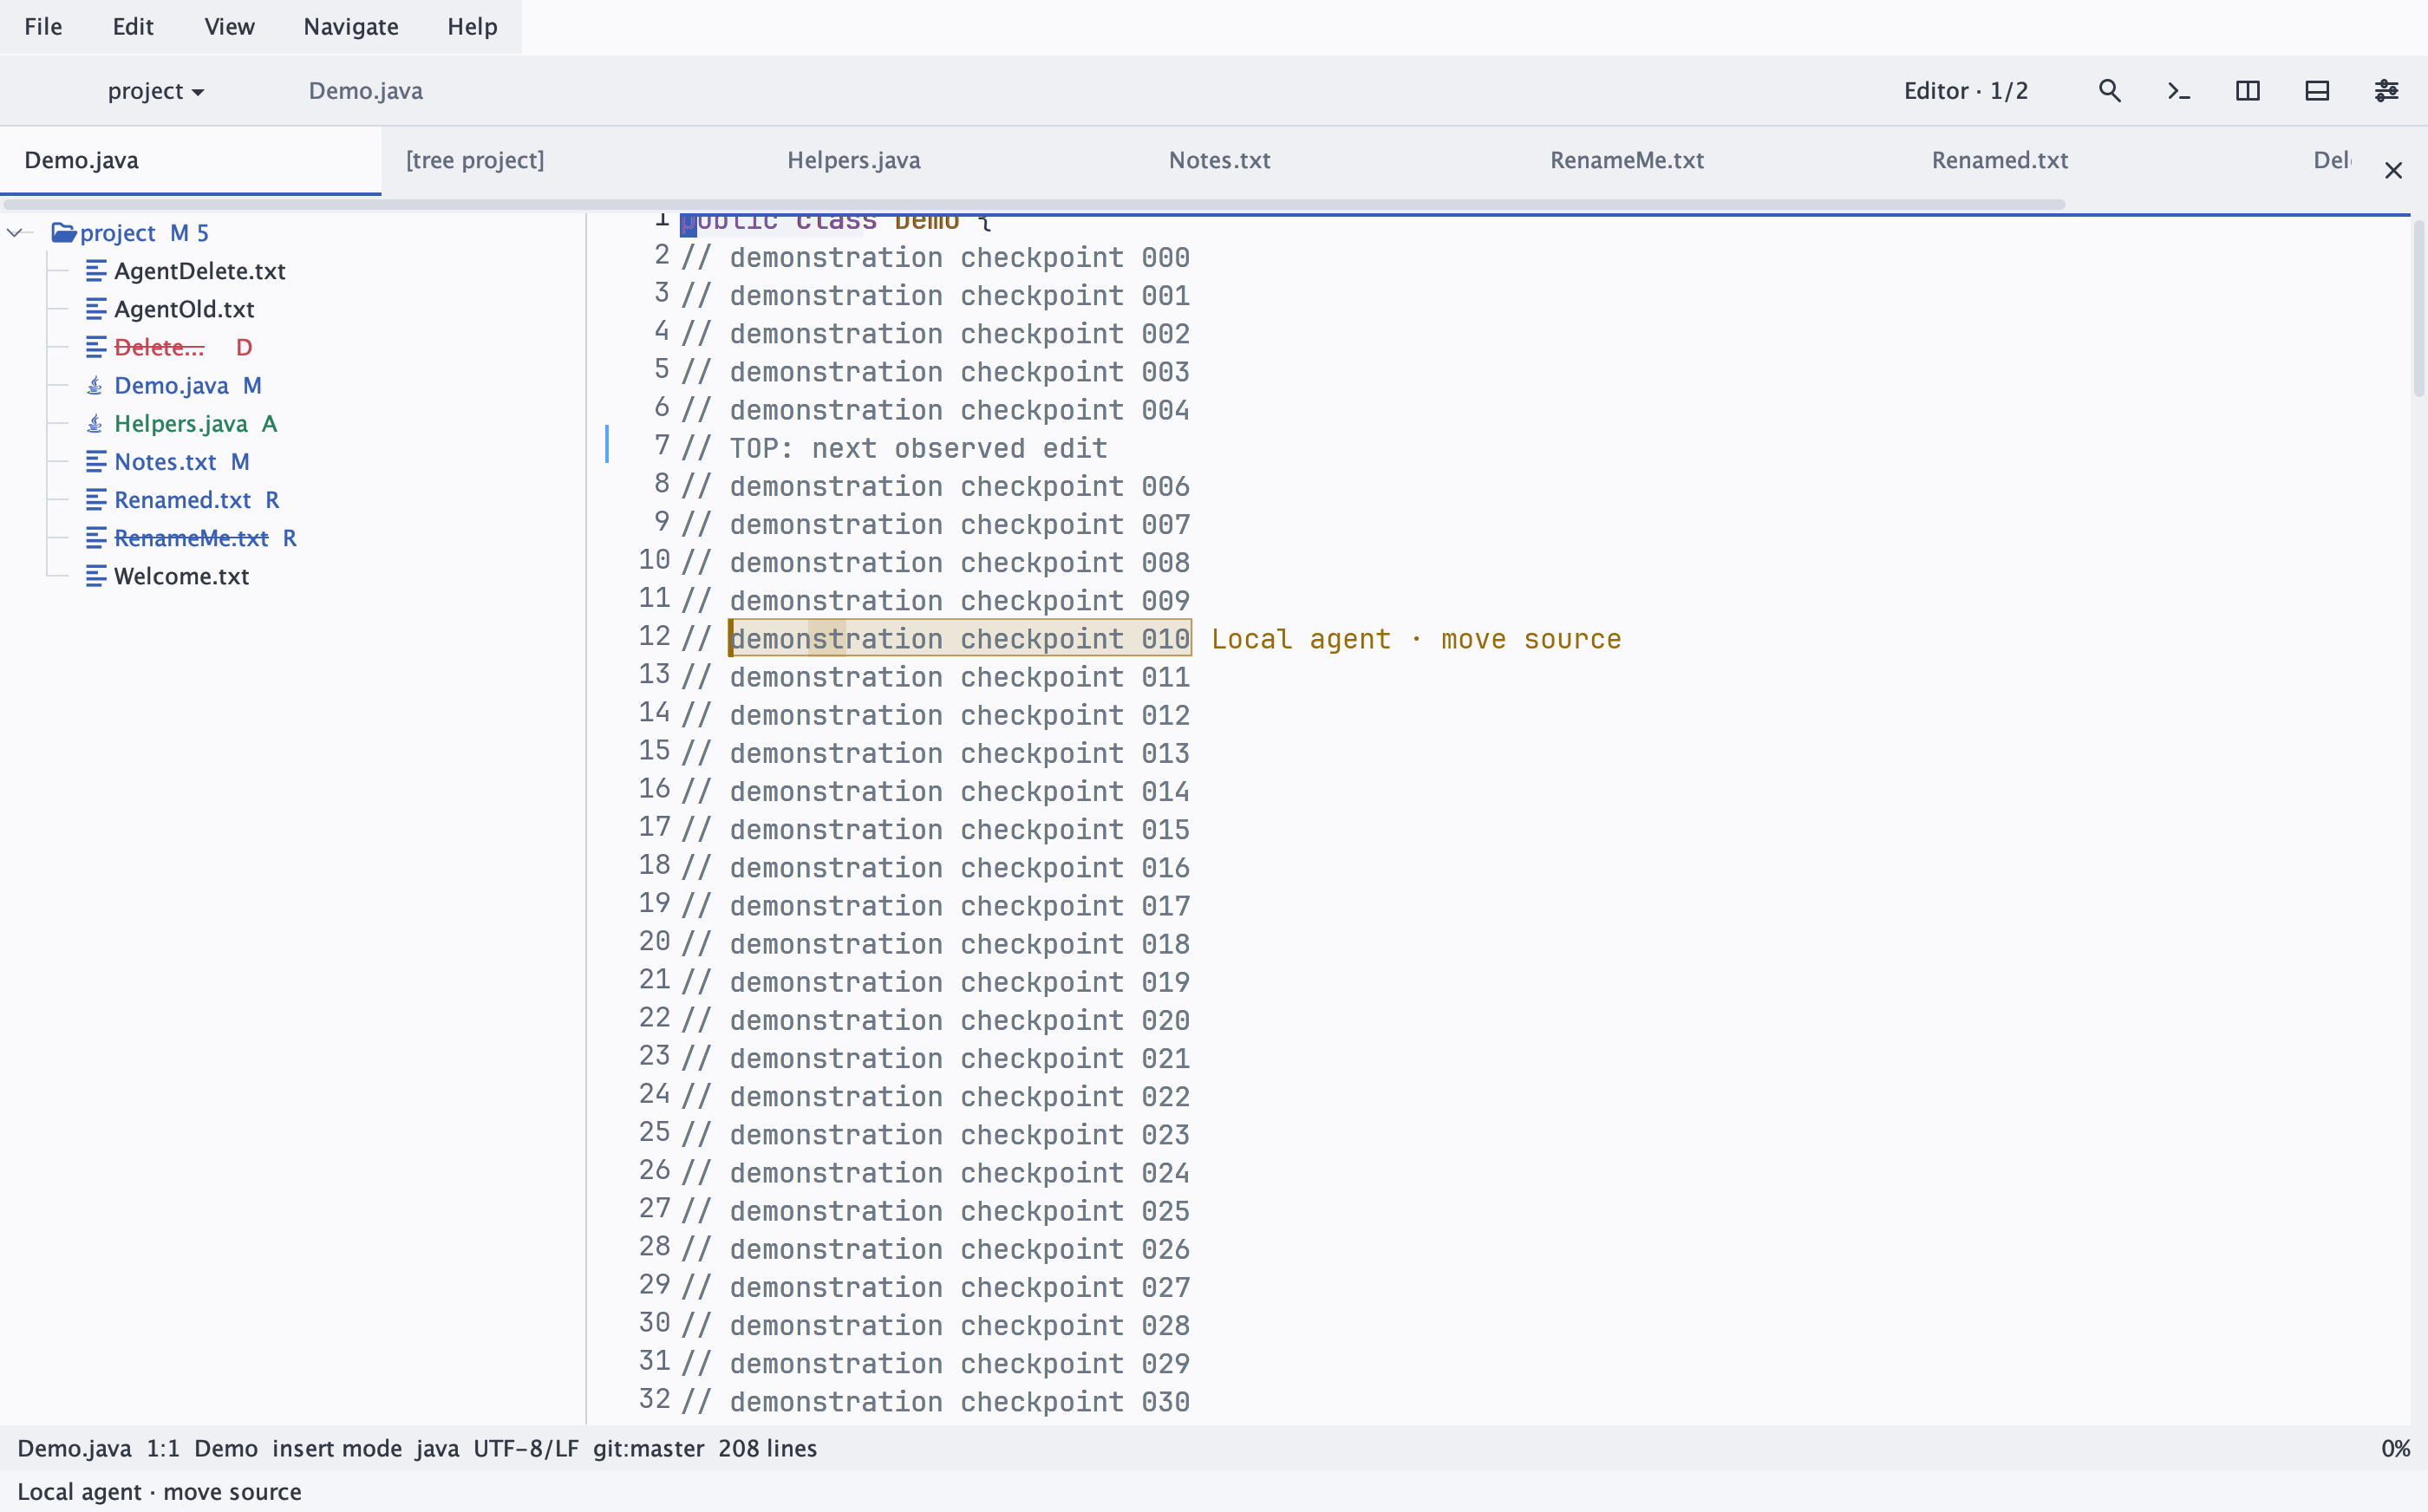 File Edit View Navigate Help
project Demo.java Editor · 1/2
Demo.java [tree project] Helpers.java Notes.txt RenameMe.txt Renamed.txt Del
project M 5
AgentDelete.txt
AgentOld.txt
Delete... D
Demo.java M
Helpers.java A
Notes.txt M
Renamed.txt R
RenameMe.txt R
Welcome.txt
1 public class Demo {
2 // demonstration checkpoint 000
3 // demonstration checkpoint 001
4 // demonstration checkpoint 002
5 // demonstration checkpoint 003
6 // demonstration checkpoint 004
7 // TOP: next observed edit
8 // demonstration checkpoint 006
9 // demonstration checkpoint 007
10 // demonstration checkpoint 008
11 // demonstration checkpoint 009
12 // demonstration checkpoint 010 Local agent · move source
13 // demonstration checkpoint 011
14 // demonstration checkpoint 012
15 // demonstration checkpoint 013
16 // demonstration checkpoint 014
17 // demonstration checkpoint 015
18 // demonstration checkpoint 016
19 // demonstration checkpoint 017
20 // demonstration checkpoint 018
21 // demonstration checkpoint 019
22 // demonstration checkpoint 020
23 // demonstration checkpoint 021
24 // demonstration checkpoint 022
25 // demonstration checkpoint 023
26 // demonstration checkpoint 024
27 // demonstration checkpoint 025
28 // demonstration checkpoint 026
29 // demonstration checkpoint 027
30 // demonstration checkpoint 028
31 // demonstration checkpoint 029
32 // demonstration checkpoint 030
Demo.java 1:1 Demo insert mode java UTF-8/LF git:master 208 lines 0%
Local agent · move source